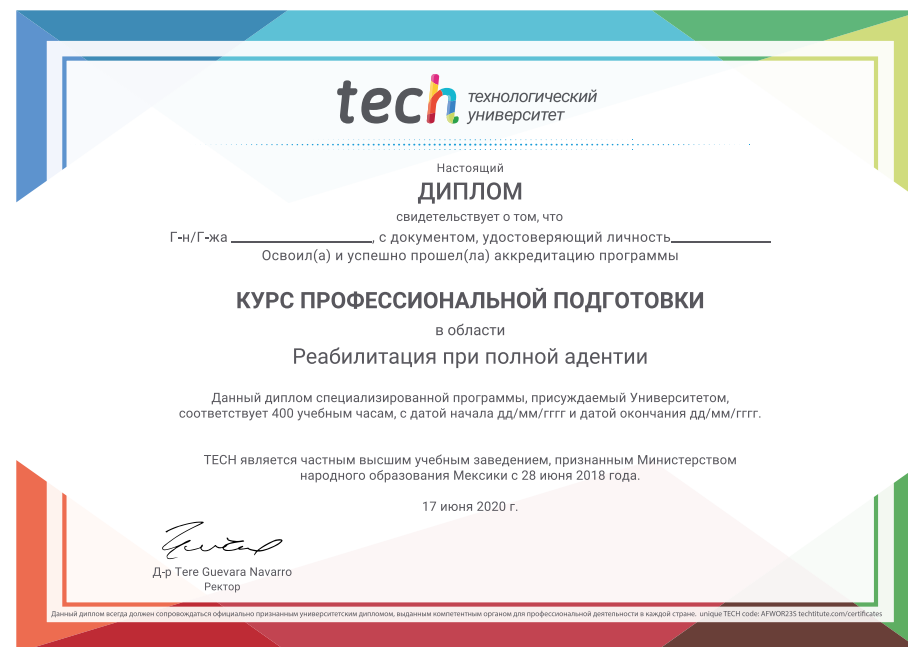 tech технологический
университет
Настоящий
ДИПЛОМ
свидетельствует о том, что
Г-н/Г-жа ____________________, с документом, удостоверяющий личность______________
Освоил(а) и успешно прошел(ла) аккредитацию программы
КУРС ПРОФЕССИОНАЛЬНОЙ ПОДГОТОВКИ
в области
Реабилитация при полной адентии
Данный диплом специализированной программы, присуждаемый Университетом,
соответствует 400 учебным часам, с датой начала дд/мм/гггг и датой окончания дд/мм/гггг.
TECH является частным высшим учебным заведением, признанным Министерством
народного образования Мексики с 28 июня 2018 года.
17 июня 2020 г.
Д-р Tere Guevara Navarro
Ректор
Данный диплом всегда должен сопровождаться официально признанным университетским дипломом, выданным компетентным органом для профессиональной деятельности в каждой стране. unique TECH code: AFWOR23S techtitute.com/certificates